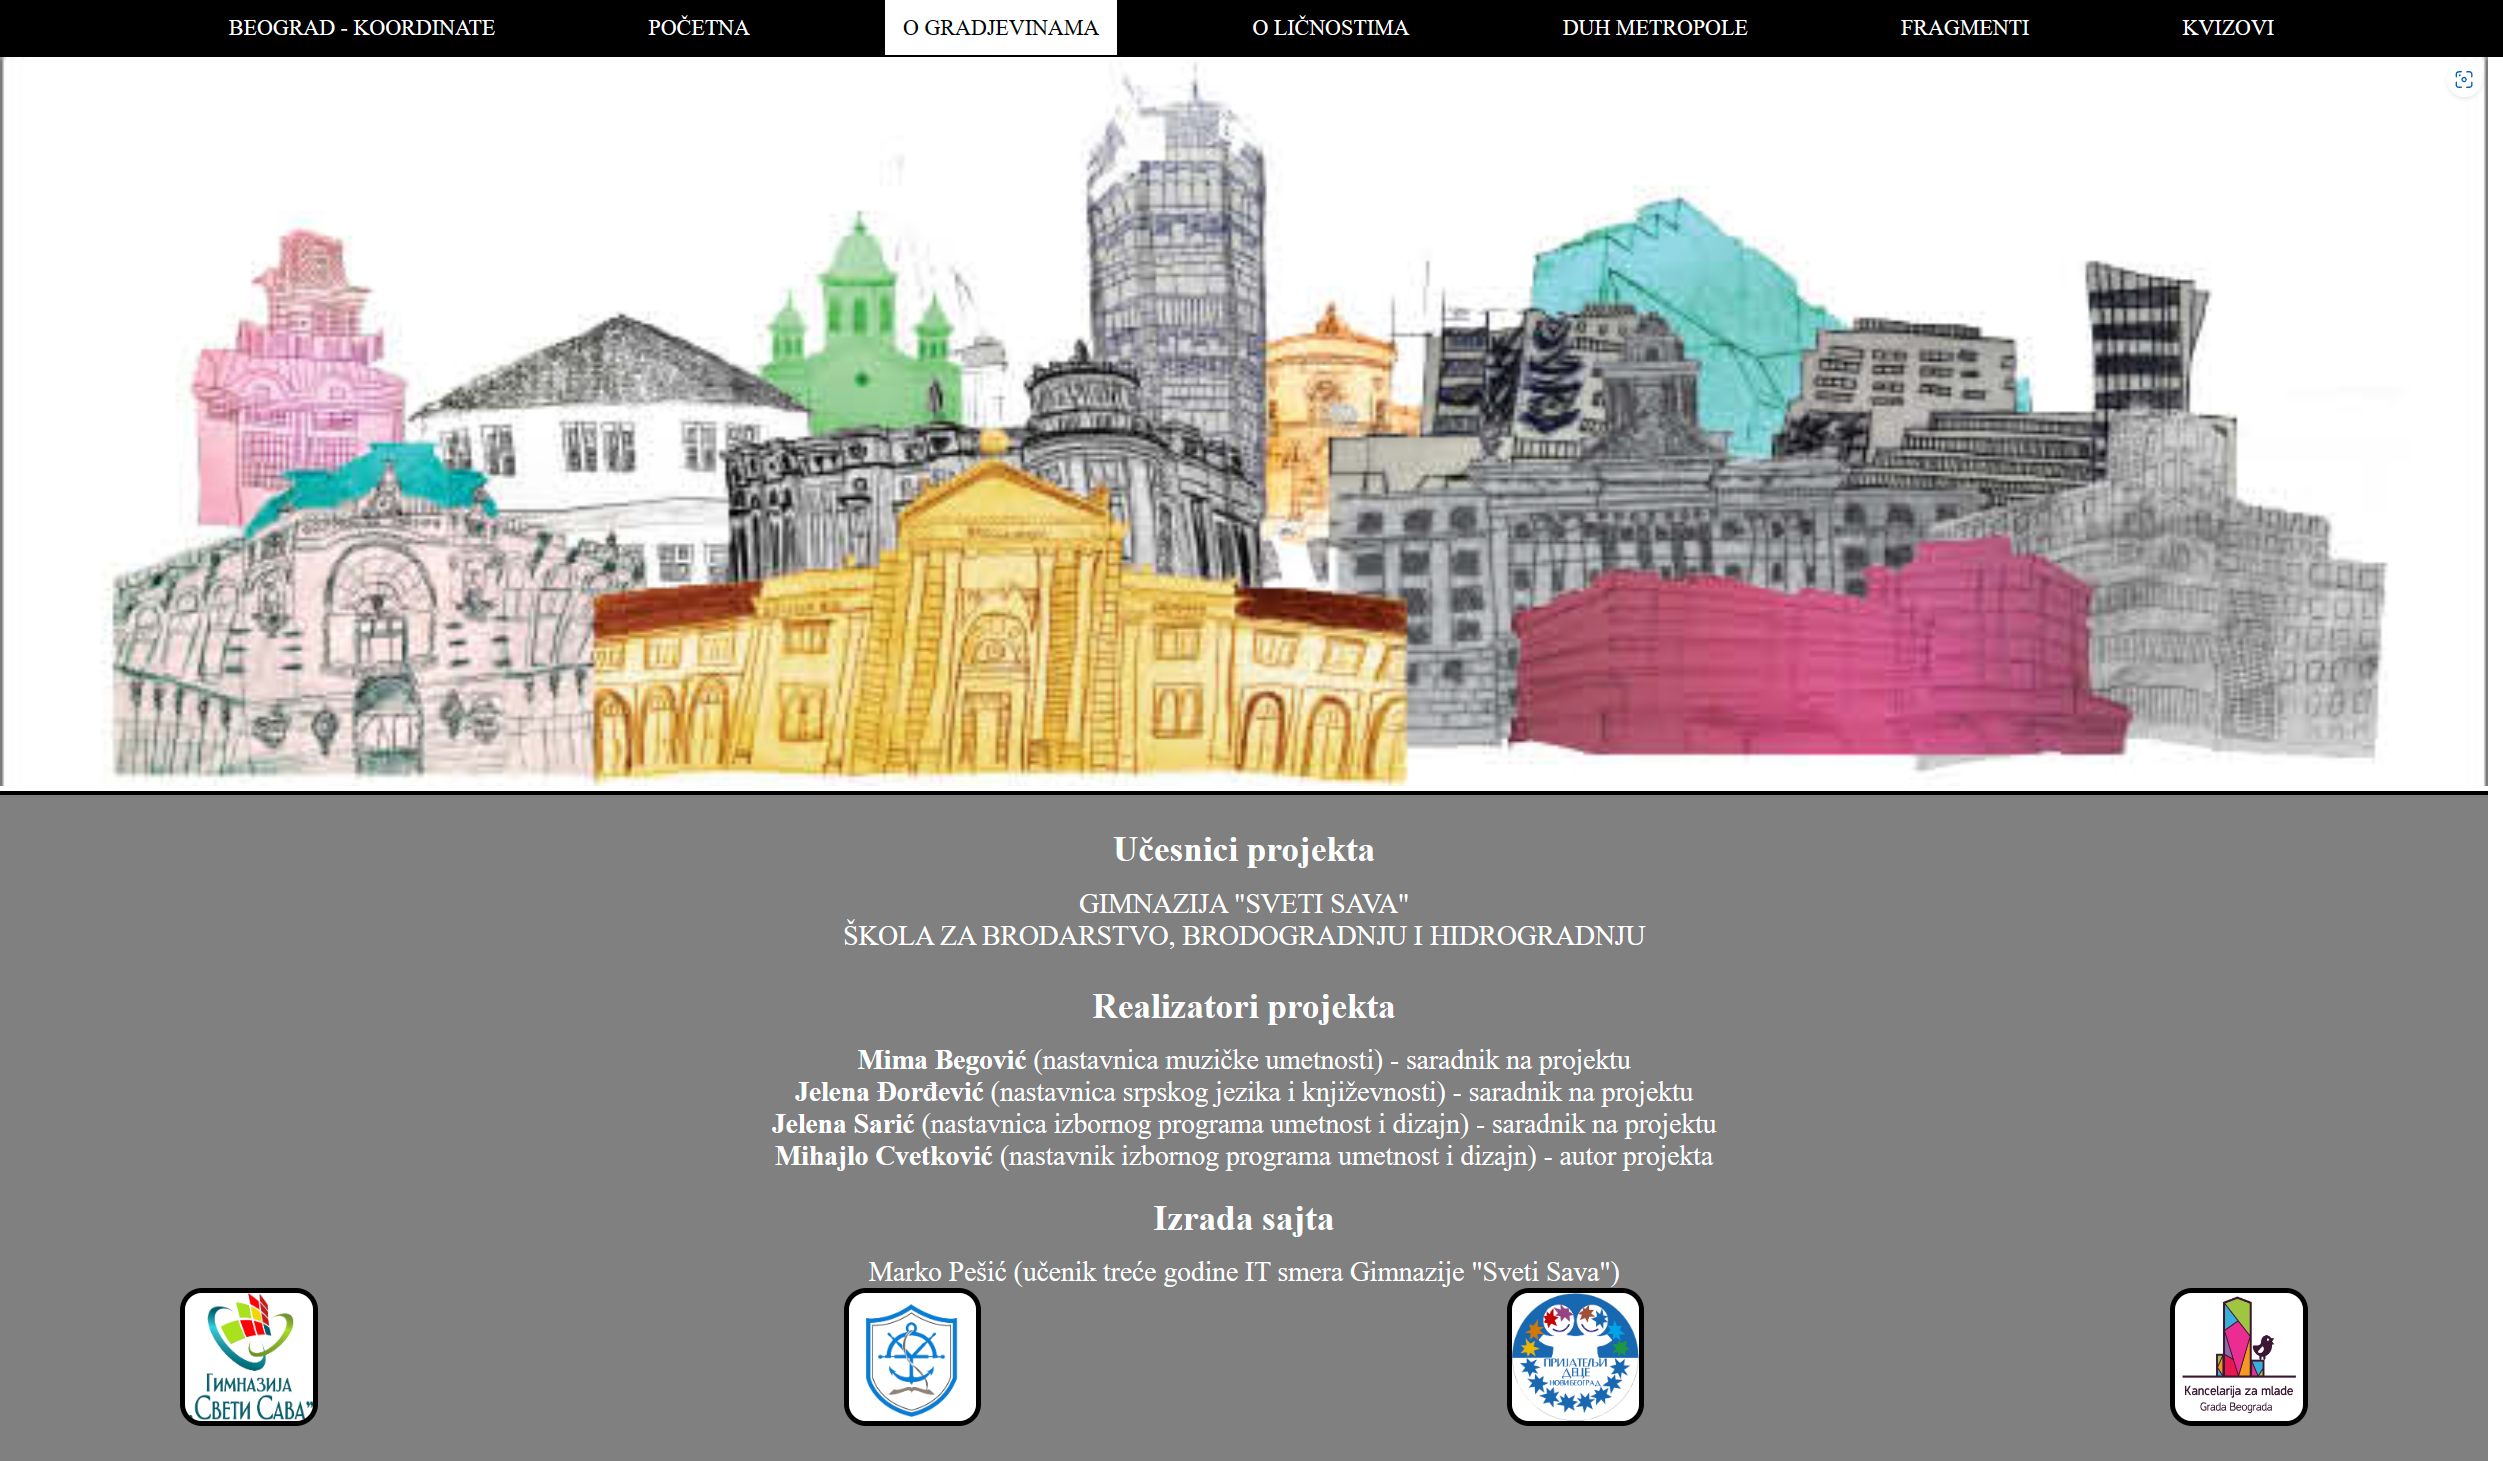 BEOGRAD - KOORDINATE
POČETNA
O GRADJEVINAMA
O LIČNOSTIMA
DUH METROPOLE
FRAGMENTI
KVIZOVI
Učesnici projekta
GIMNAZIJA "SVETI SAVA"
ŠKOLA ZA BRODARSTVO, BRODOGRADNJU I HIDROGRADNJU
Realizatori projekta
Mima Begović (nastavnica muzičke umetnosti) - saradnik na projektu
Jelena Đorđević (nastavnica srpskog jezika i književnosti) - saradnik na projektu
Jelena Sarić (nastavnica izbornog programa umetnost i dizajn) - saradnik na projektu
Mihajlo Cvetković (nastavnik izbornog programa umetnost i dizajn) - autor projekta
Izrada sajta
Marko Pešić (učenik treće godine IT smera Gimnazije "Sveti Sava")
Гимназија
Свети Сава”
ПРИЈАТЕЉИ
ДЕЦЕ
НОВИ БЕОГРАД
Kancelarija za mlade
Grada Beograda